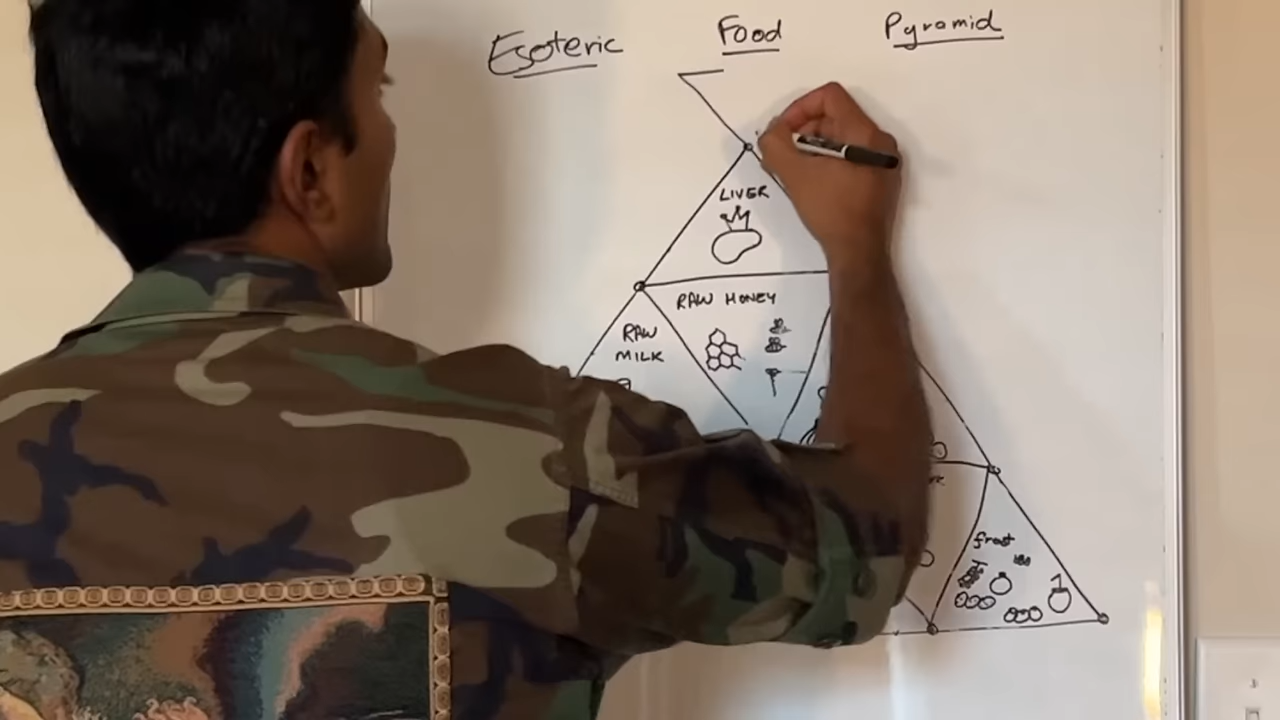 Esoteric Food Pyramid
LIVER
RAW HONEY
RAW
MILK
fruit